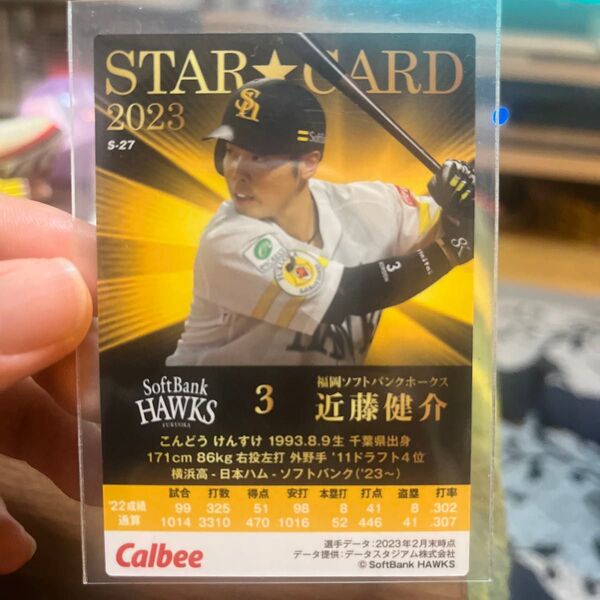 STAR★CARD
2023
S-27
SH
Soft
3
SoftBank
HAWKS
FUKUOKA
3
福岡ソフトバンクホークス
近藤健介
こんどう けんすけ 1993.8.9生 千葉県出身
171cm 86kg 右投左打 外野手 '11ドラフト4位
横浜高 - 日本ハム - ソフトバンク('23〜)
試合 打数 得点 安打 本塁打 打点 盗塁 打率
'22成績 99 325 51 98 8 41 8 .302
通算 1014 3310 470 1016 52 446 41 .307
Calbee
選手データ:2023年2月末時点
データ提供:データスタジアム株式会社
© SoftBank HAWKS